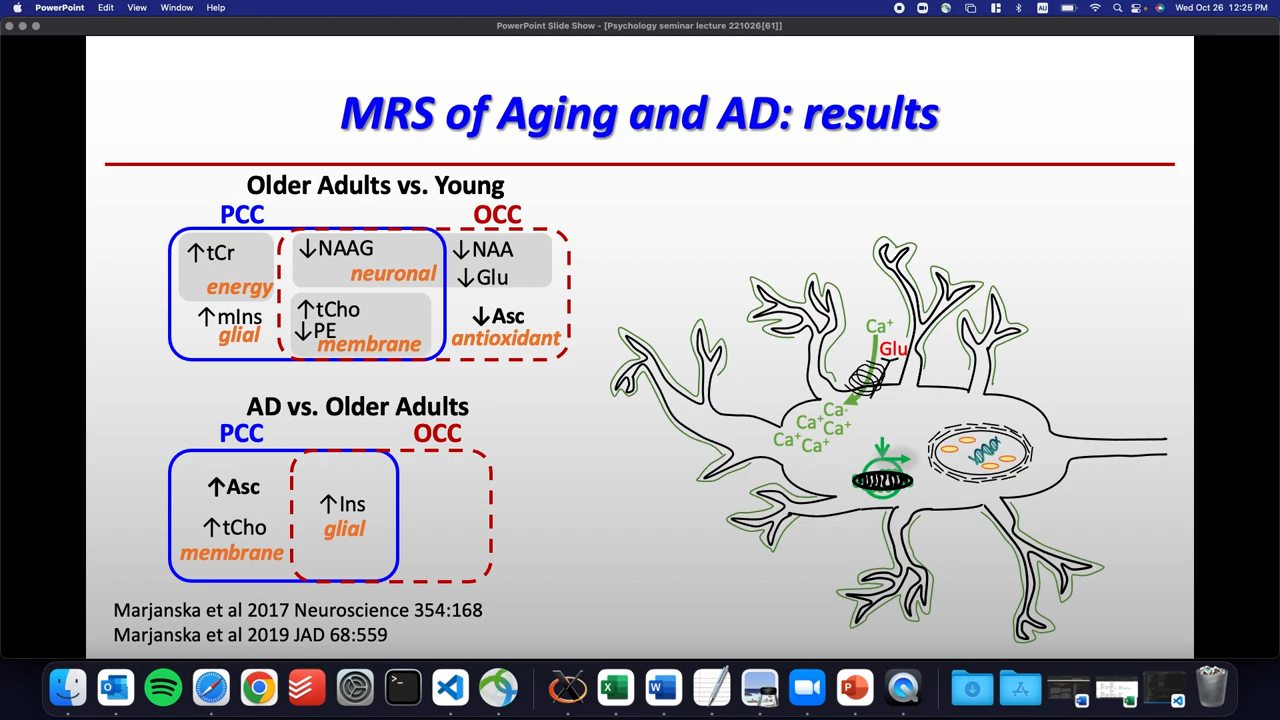 PowerPoint Edit View Window Help
AU Wed Oct 26 12:25 PM
PowerPoint Slide Show - [Psychology seminar lecture 221026[61]]
MRS of Aging and AD: results
Older Adults vs. Young
PCC
OCC
↑tCr
energy
↑mIns
glial
↓NAAG
neuronal
↑tCho
↓PE
membrane
↓NAA
↓Glu
↓Asc
antioxidant
AD vs. Older Adults
PCC
OCC
↑Asc
↑tCho
membrane
↑Ins
glial
Marjanska et al 2017 Neuroscience 354:168
Marjanska et al 2019 JAD 68:559
Ca⁺
Glu
Ca⁺
Ca⁺
Ca⁺
Ca⁺
Ca⁺